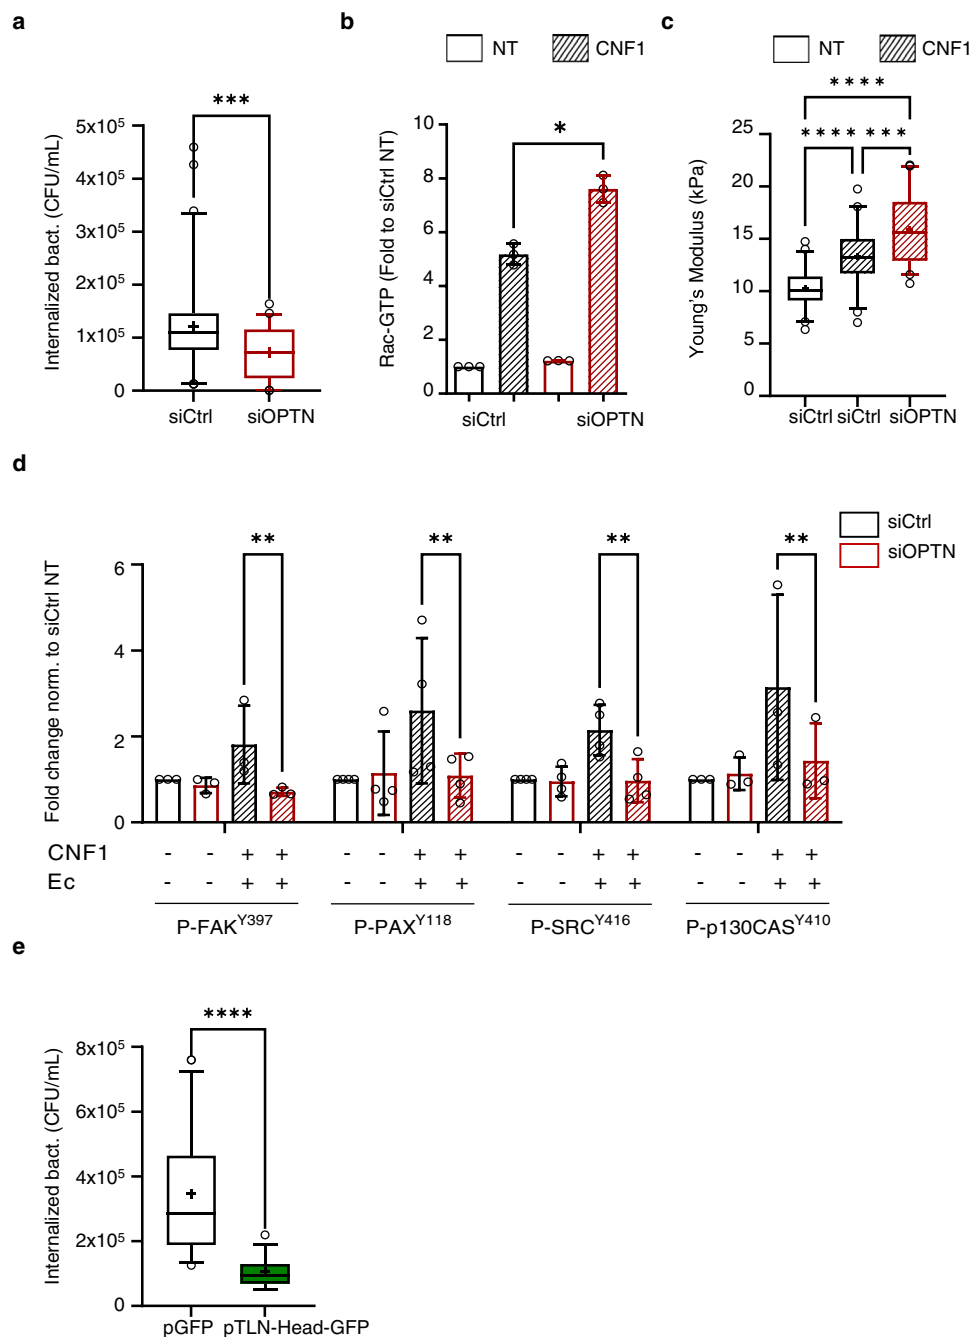 a
***
Internalized bact. (CFU/mL)
5x10⁵
4x10⁵
3x10⁵
2x10⁵
1x10⁵
0
siCtrl siOPTN
b
NT CNF1
*
Rac-GTP (Fold to siCtrl NT)
10
8
6
4
2
0
siCtrl siOPTN
c
NT CNF1
****
**** ***
Young's Modulus (kPa)
25
20
15
10
5
0
siCtrl siCtrl siOPTN
d
siCtrl
siOPTN
** ** ** **
Fold change norm. to siCtrl NT
6
4
2
0
CNF1 - - + + - - + + - - + + - - + +
Ec - - + + - - + + - - + + - - + +
P-FAK^Y397 P-PAX^Y118 P-SRC^Y416 P-p130CAS^Y410
e
****
Internalized bact. (CFU/mL)
8x10⁵
6x10⁵
4x10⁵
2x10⁵
0
pGFP pTLN-Head-GFP